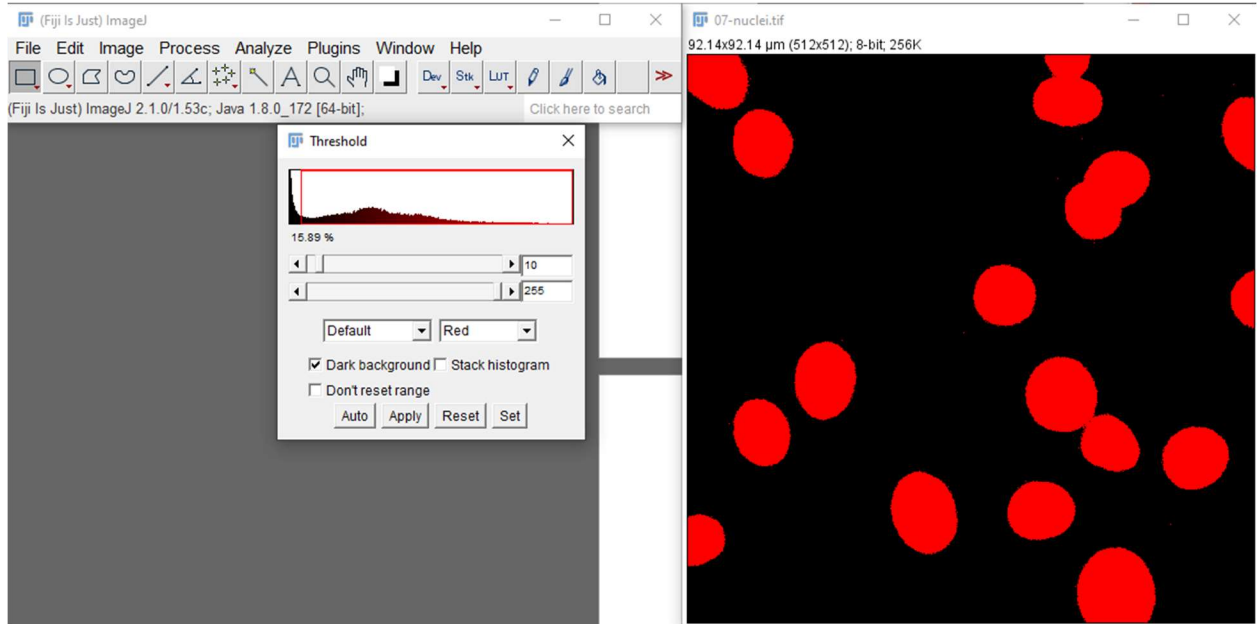 (Fiji Is Just) ImageJ
File Edit Image Process Analyze Plugins Window Help
A Dev Stk LUT >>
(Fiji Is Just) ImageJ 2.1.0/1.53c; Java 1.8.0_172 [64-bit]; Click here to search
Threshold
15.89 %
10
255
Default Red
Dark background Stack histogram
Don't reset range
Auto Apply Reset Set
07-nuclei.tif
92.14x92.14 µm (512x512); 8-bit; 256K